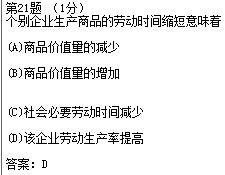 第21题 （1分）
个别企业生产商品的劳动时间缩短意味着
(A)商品价值量的减少
(B)商品价值量的增加
(C)社会必要劳动时间减少
(D)该企业劳动生产率提高
答案：D